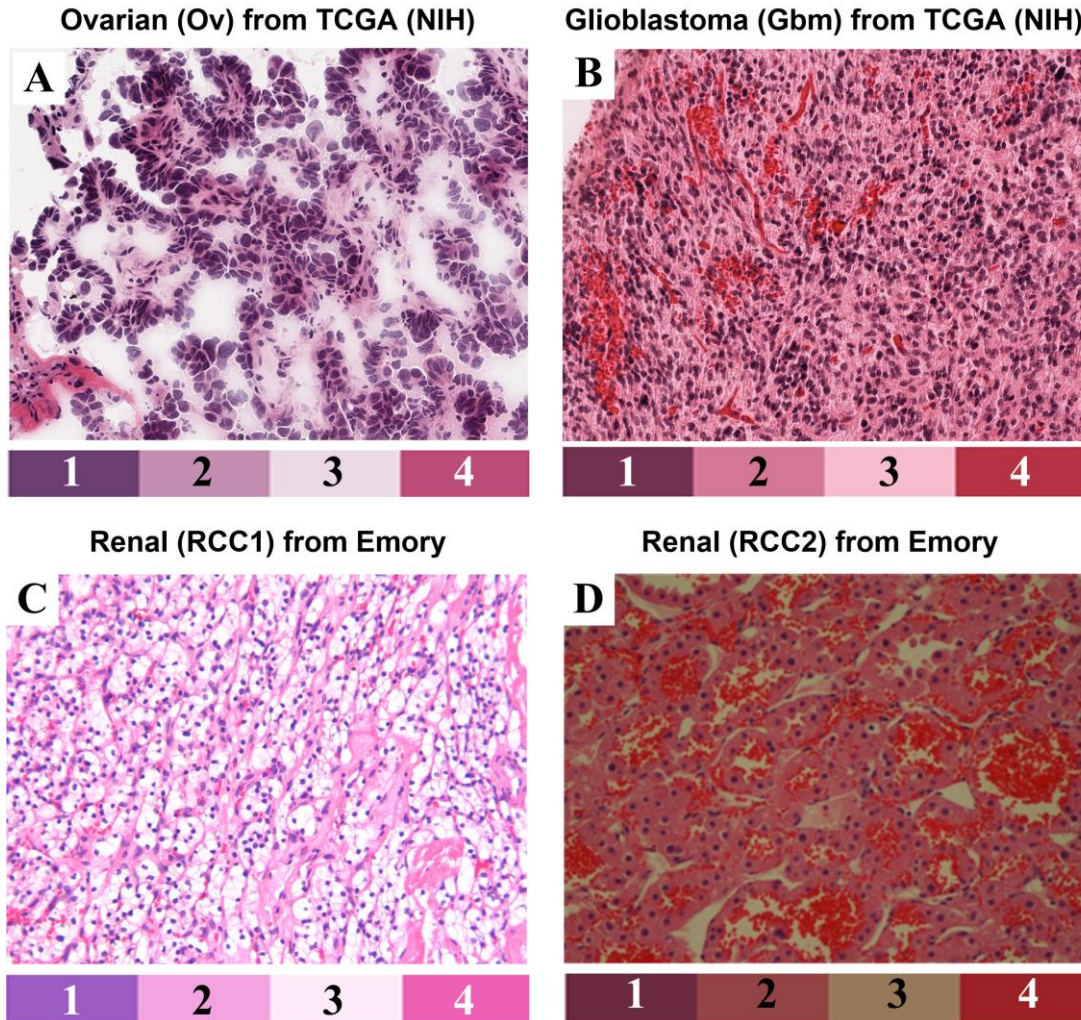 Ovarian (Ov) from TCGA (NIH)
Glioblastoma (Gbm) from TCGA (NIH)
A
B
1 2 3 4
1 2 3 4
Renal (RCC1) from Emory
Renal (RCC2) from Emory
C
D
1 2 3 4
1 2 3 4